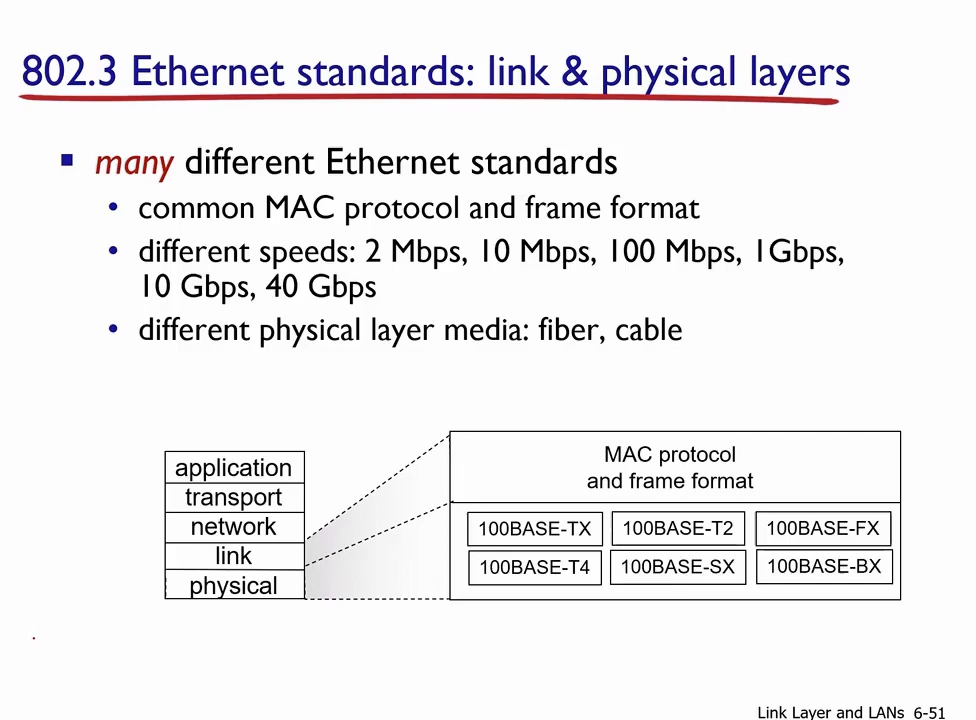 802.3 Ethernet standards: link & physical layers
▪ many different Ethernet standards
• common MAC protocol and frame format
• different speeds: 2 Mbps, 10 Mbps, 100 Mbps, 1Gbps,
10 Gbps, 40 Gbps
• different physical layer media: fiber, cable
application
transport
network
link
physical
MAC protocol
and frame format
100BASE-TX 100BASE-T2 100BASE-FX
100BASE-T4 100BASE-SX 100BASE-BX
Link Layer and LANs 6-51